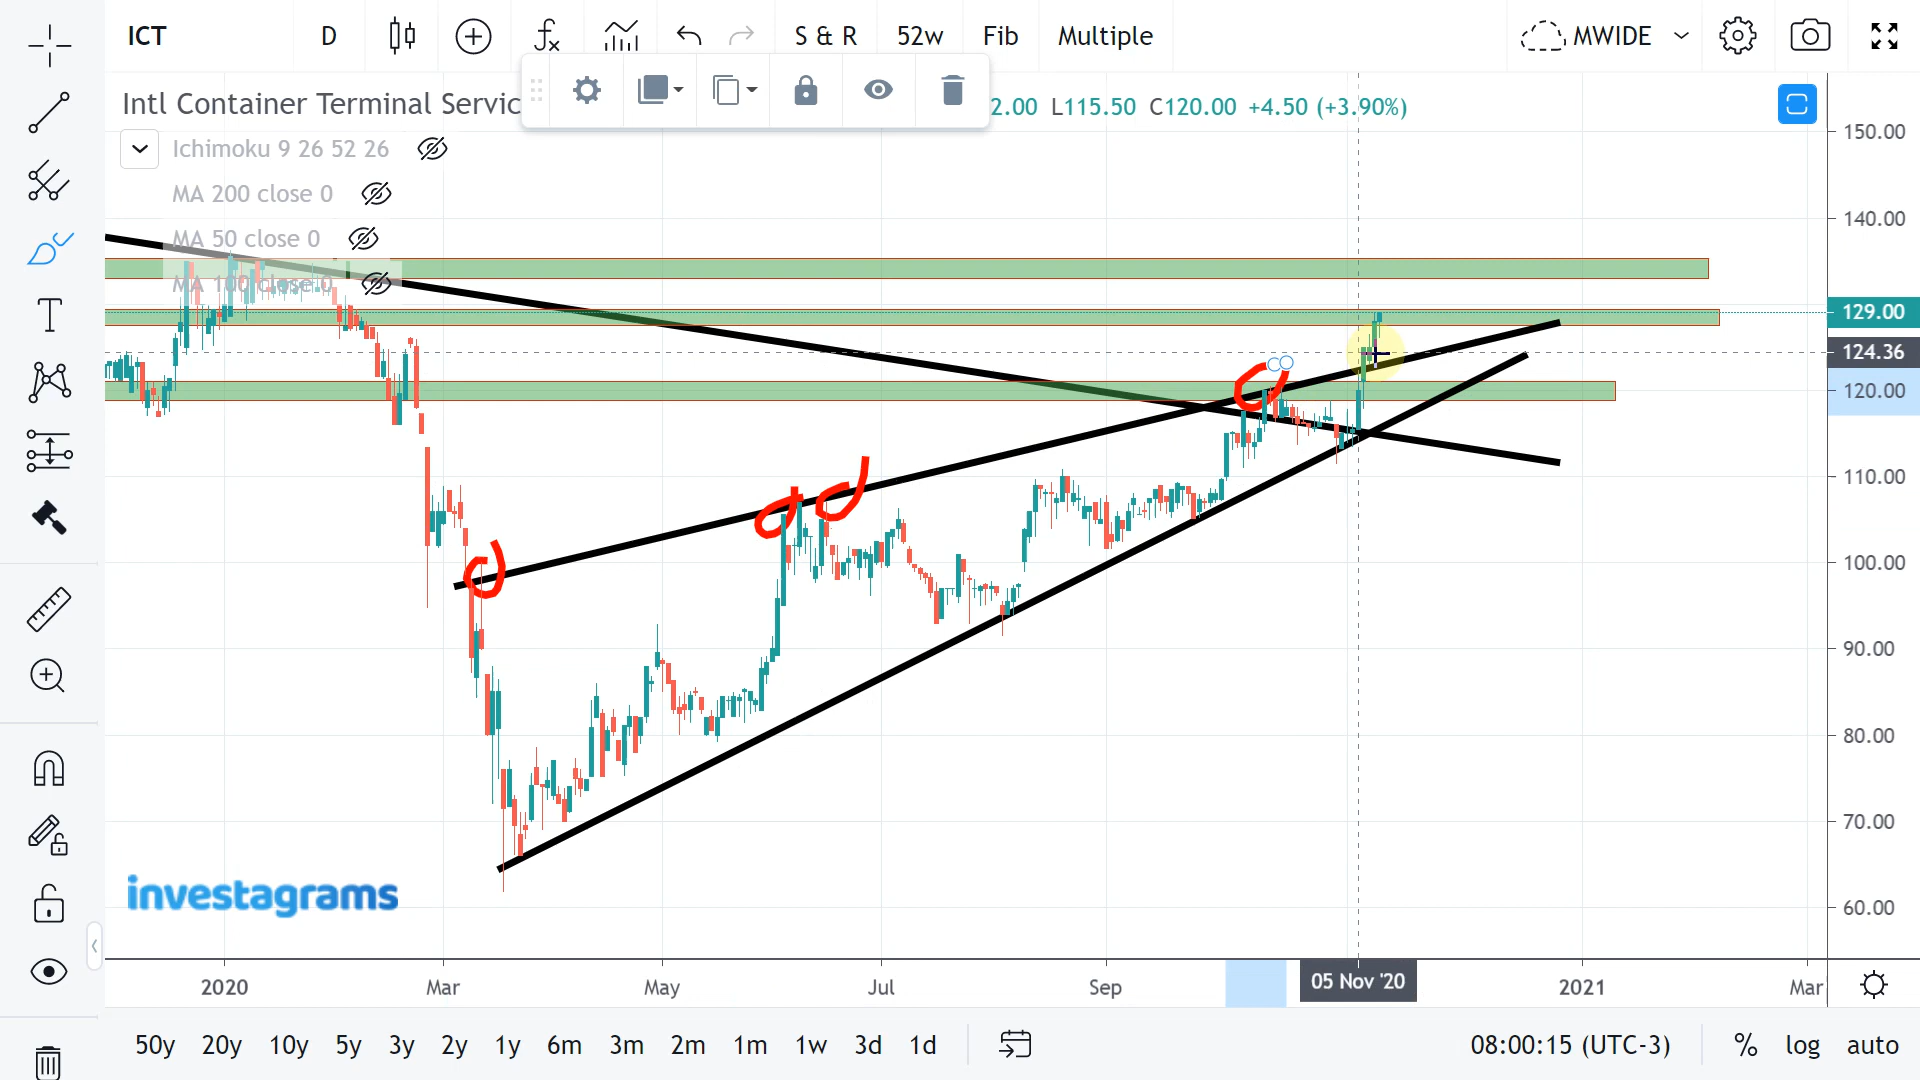 ICT D S & R 52w Fib Multiple MWIDE
Intl Container Terminal Servic 2.00 L115.50 C120.00 +4.50 (+3.90%)
Ichimoku 9 26 52 26
MA 200 close 0
MA 50 close 0
MA 100 close 0
150.00
140.00
129.00
124.36
120.00
110.00
100.00
90.00
80.00
70.00
60.00
investagrams
2020 Mar May Jul Sep 05 Nov '20 2021 Mar
50y 20y 10y 5y 3y 2y 1y 6m 3m 2m 1m 1w 3d 1d 08:00:15 (UTC-3) % log auto